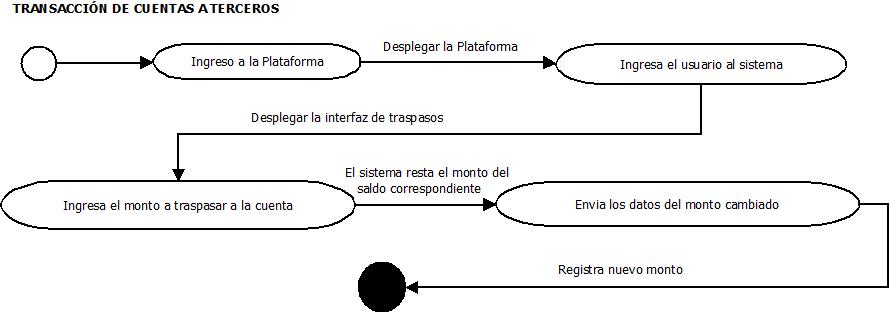 TRANSACCIÓN DE CUENTAS A TERCEROS
Ingreso a la Plataforma
Desplegar la Plataforma
Ingresa el usuario al sistema
Desplegar la interfaz de traspasos
Ingresa el monto a traspasar a la cuenta
El sistema resta el monto del
saldo correspondiente
Envia los datos del monto cambiado
Registra nuevo monto